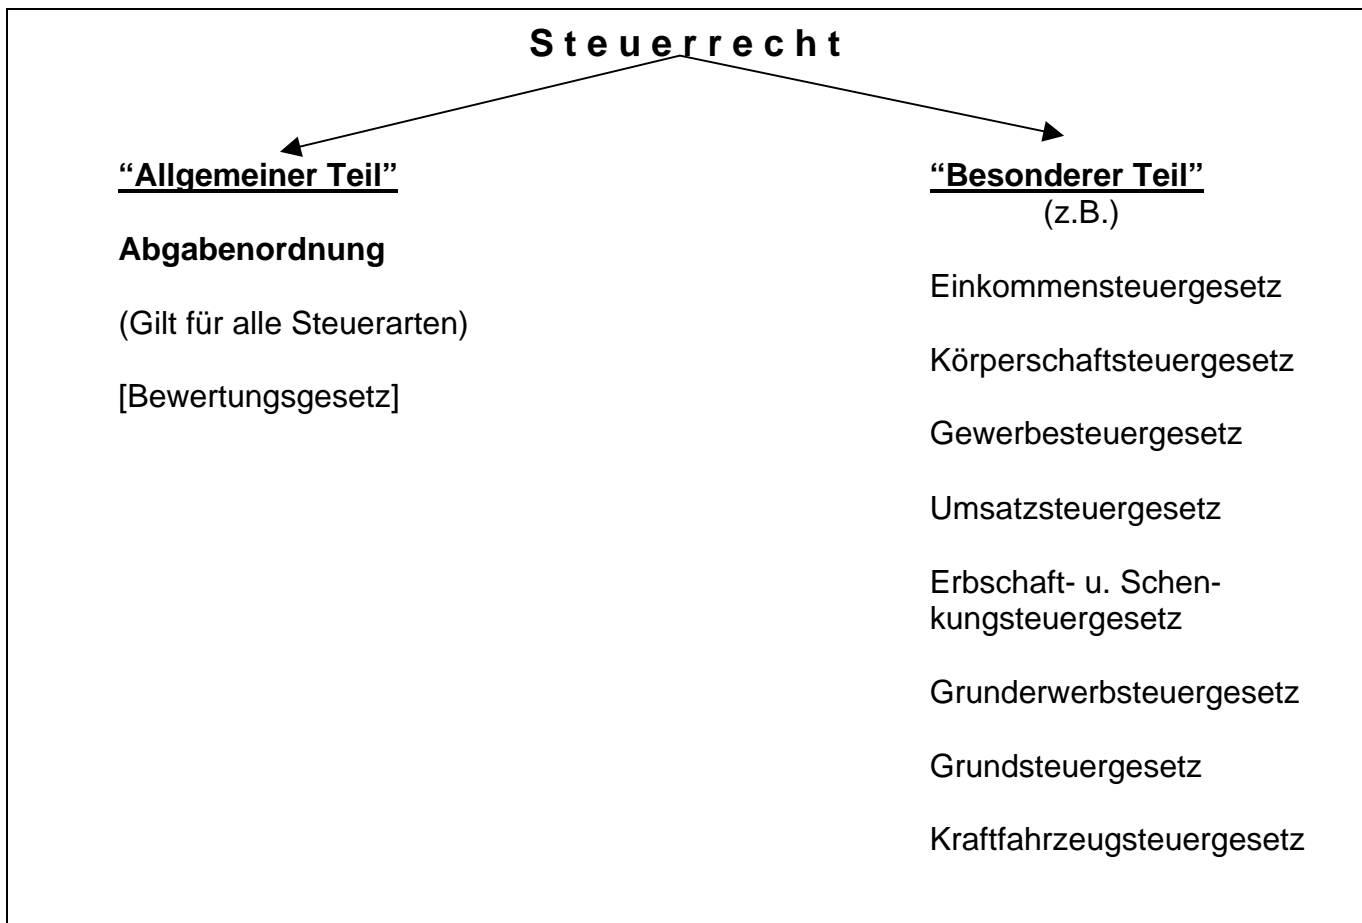 S t e u e r r e c h t
“Allgemeiner Teil”
Abgabenordnung
(Gilt für alle Steuerarten)
[Bewertungsgesetz]
“Besonderer Teil”
(z.B.)
Einkommensteuergesetz
Körperschaftsteuergesetz
Gewerbesteuergesetz
Umsatzsteuergesetz
Erbschaft- u. Schen-
kungsteuergesetz
Grunderwerbsteuergesetz
Grundsteuergesetz
Kraftfahrzeugsteuergesetz